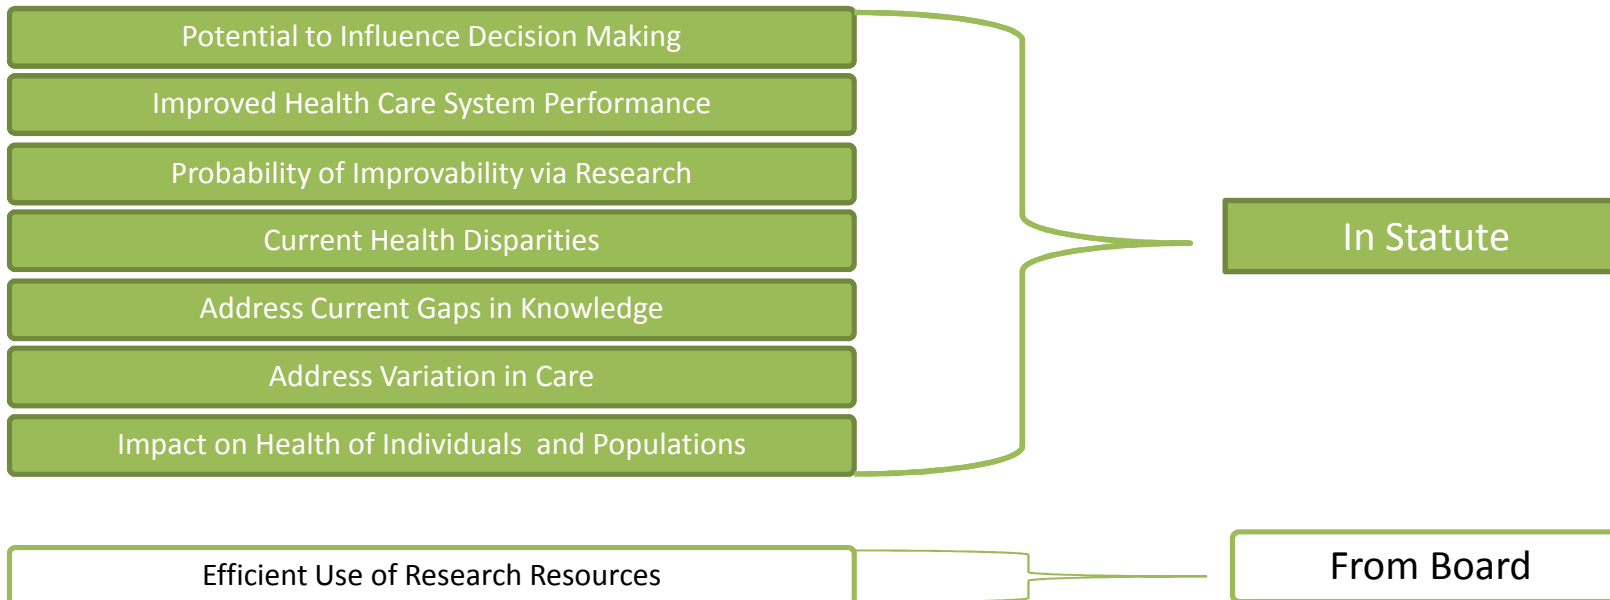 Potential to Influence Decision Making
Improved Health Care System Performance
Probability of Improvability via Research
Current Health Disparities
Address Current Gaps in Knowledge
Address Variation in Care
Impact on Health of Individuals  and Populations
In Statute
Efficient Use of Research Resources
From Board